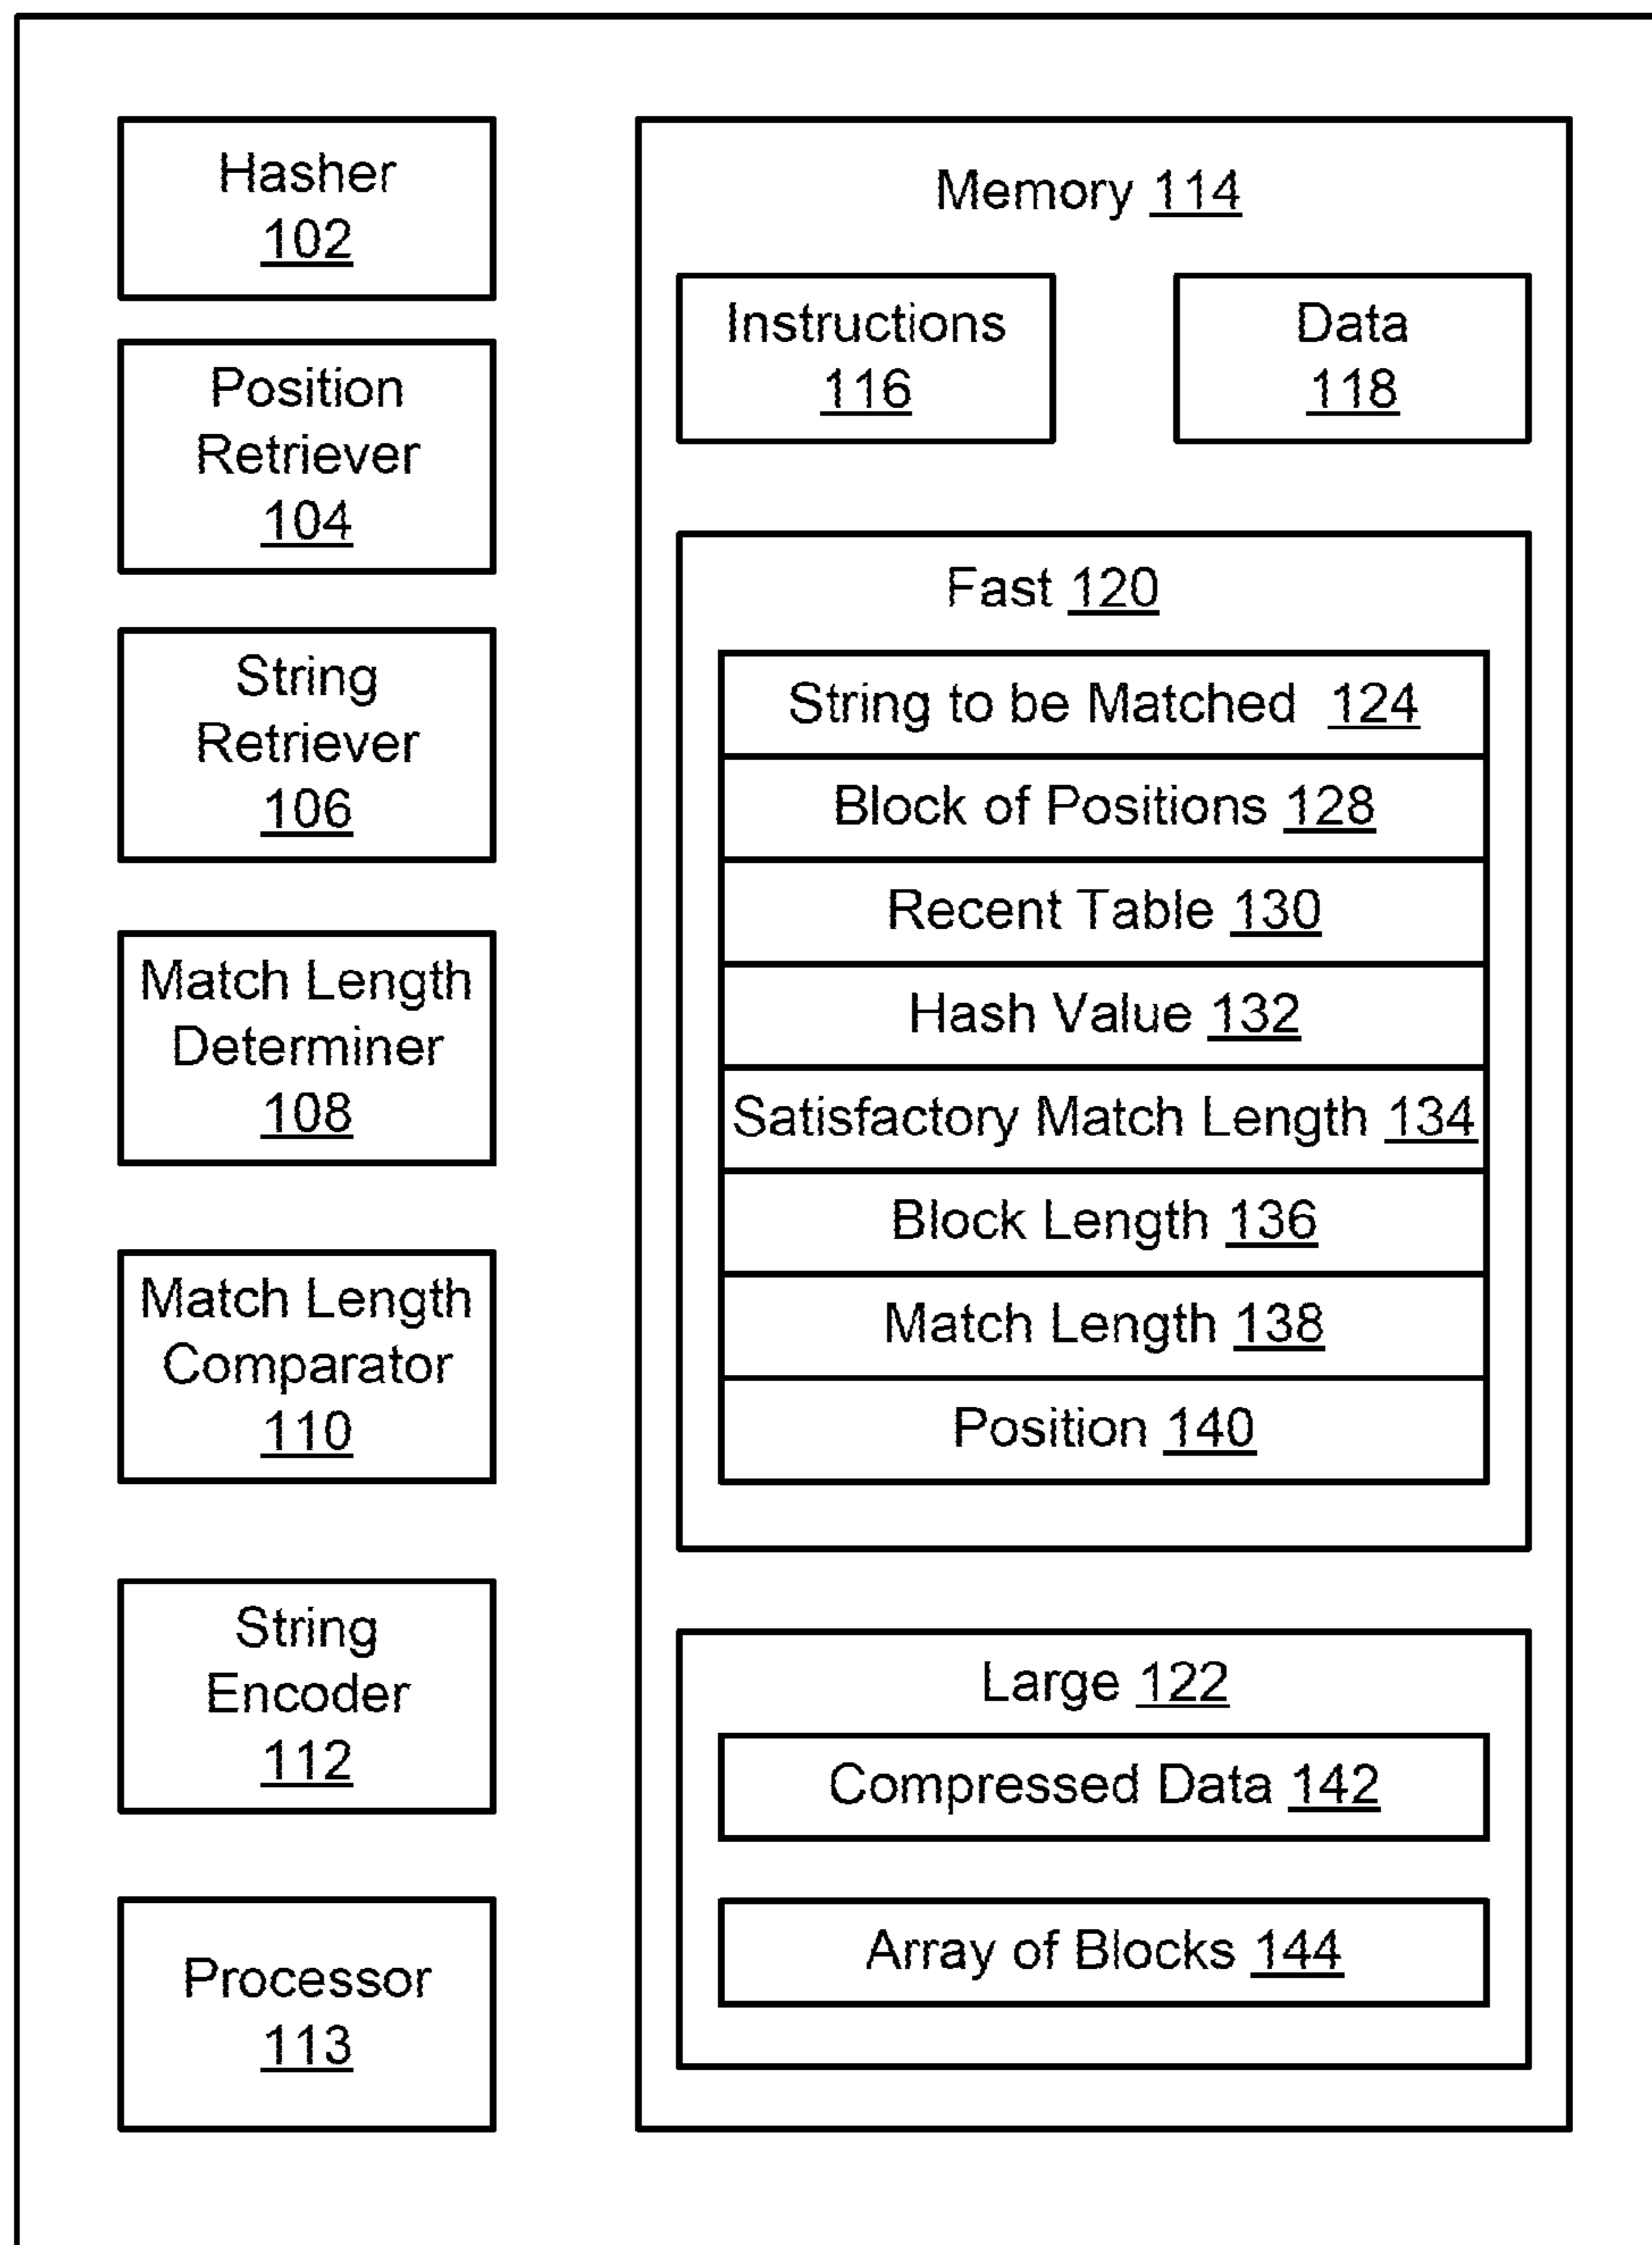 Hasher
102
Position
Retriever
104
String
Retriever
106
Match Length
Determiner
108
Match Length
Comparator
110
String
Encoder
112
Processor
113
Memory 114
Instructions
116
Data
118
Fast 120
String to be Matched 124
Block of Positions 128
Recent Table 130
Hash Value 132
Satisfactory Match Length 134
Block Length 136
Match Length 138
Position 140
Large 122
Compressed Data 142
Array of Blocks 144